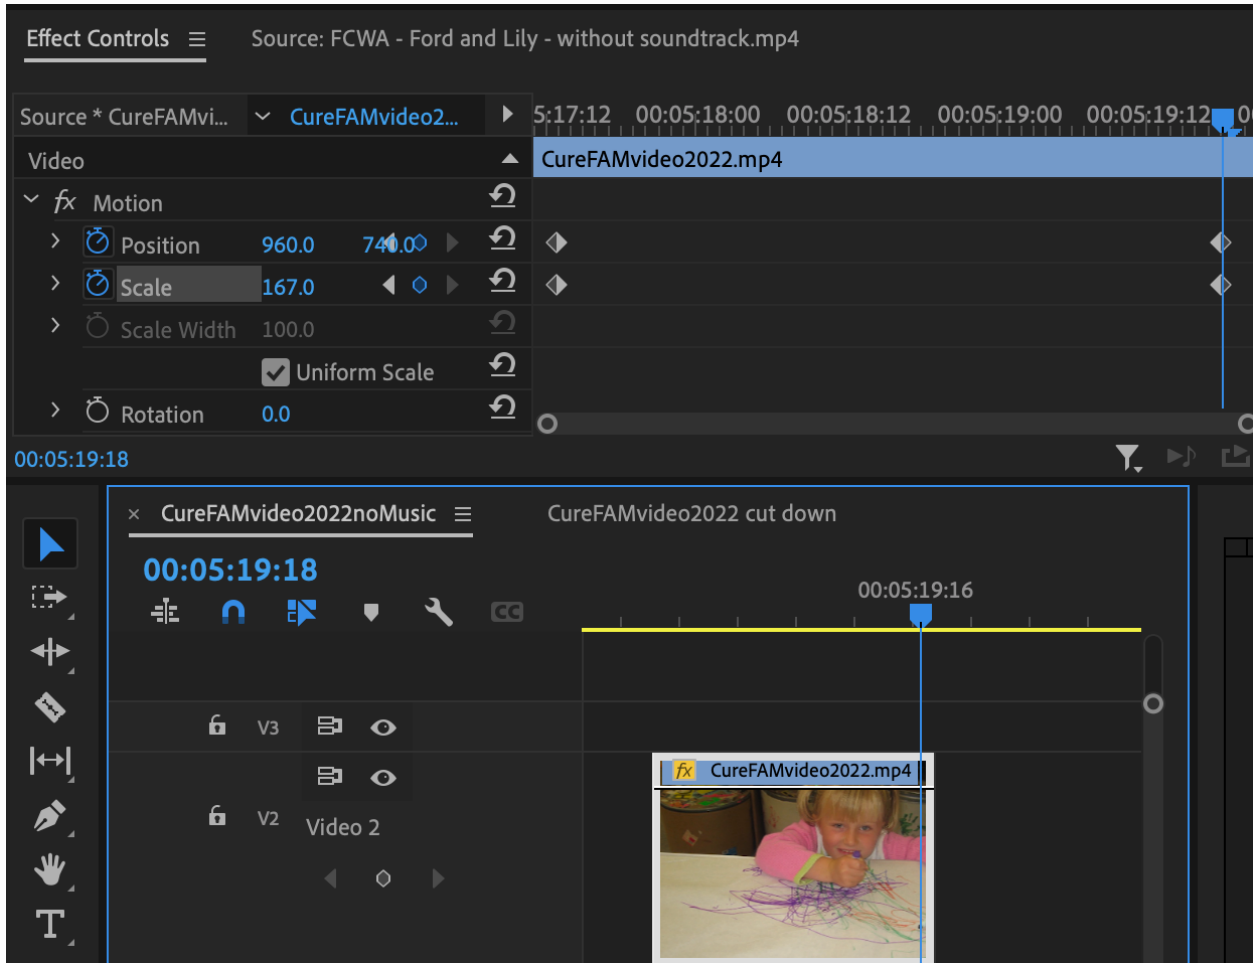 Effect Controls Source: FCWA - Ford and Lily - without soundtrack.mp4
Source * CureFAMvi... CureFAMvideo2... 5:17:12 00:05:18:00 00:05:18:12 00:05:19:00 00:05:19:12
Video CureFAMvideo2022.mp4
fx Motion
Position 960.0 740.0
Scale 167.0
Scale Width 100.0
Uniform Scale
Rotation 0.0
00:05:19:18
× CureFAMvideo2022noMusic CureFAMvideo2022 cut down
00:05:19:18
00:05:19:16
CC
V3
fx CureFAMvideo2022.mp4
V2 Video 2
T